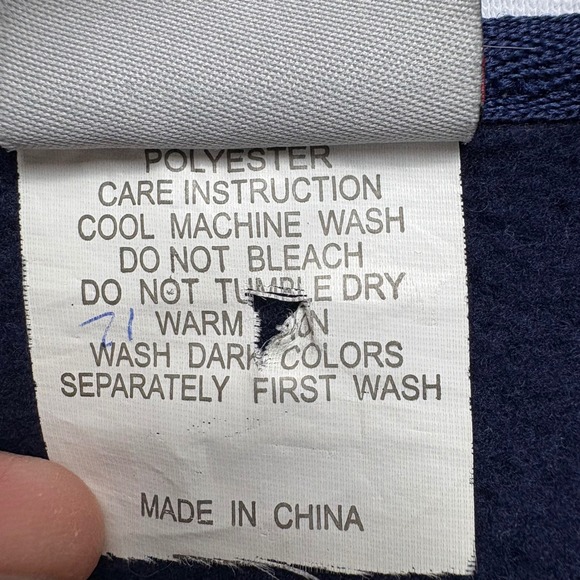 POLYESTER
CARE INSTRUCTION
COOL MACHINE WASH
DO NOT BLEACH
DO NOT TUMBLE DRY
21 WARM
WASH DARK COLORS
SEPARATELY FIRST WASH
MADE IN CHINA